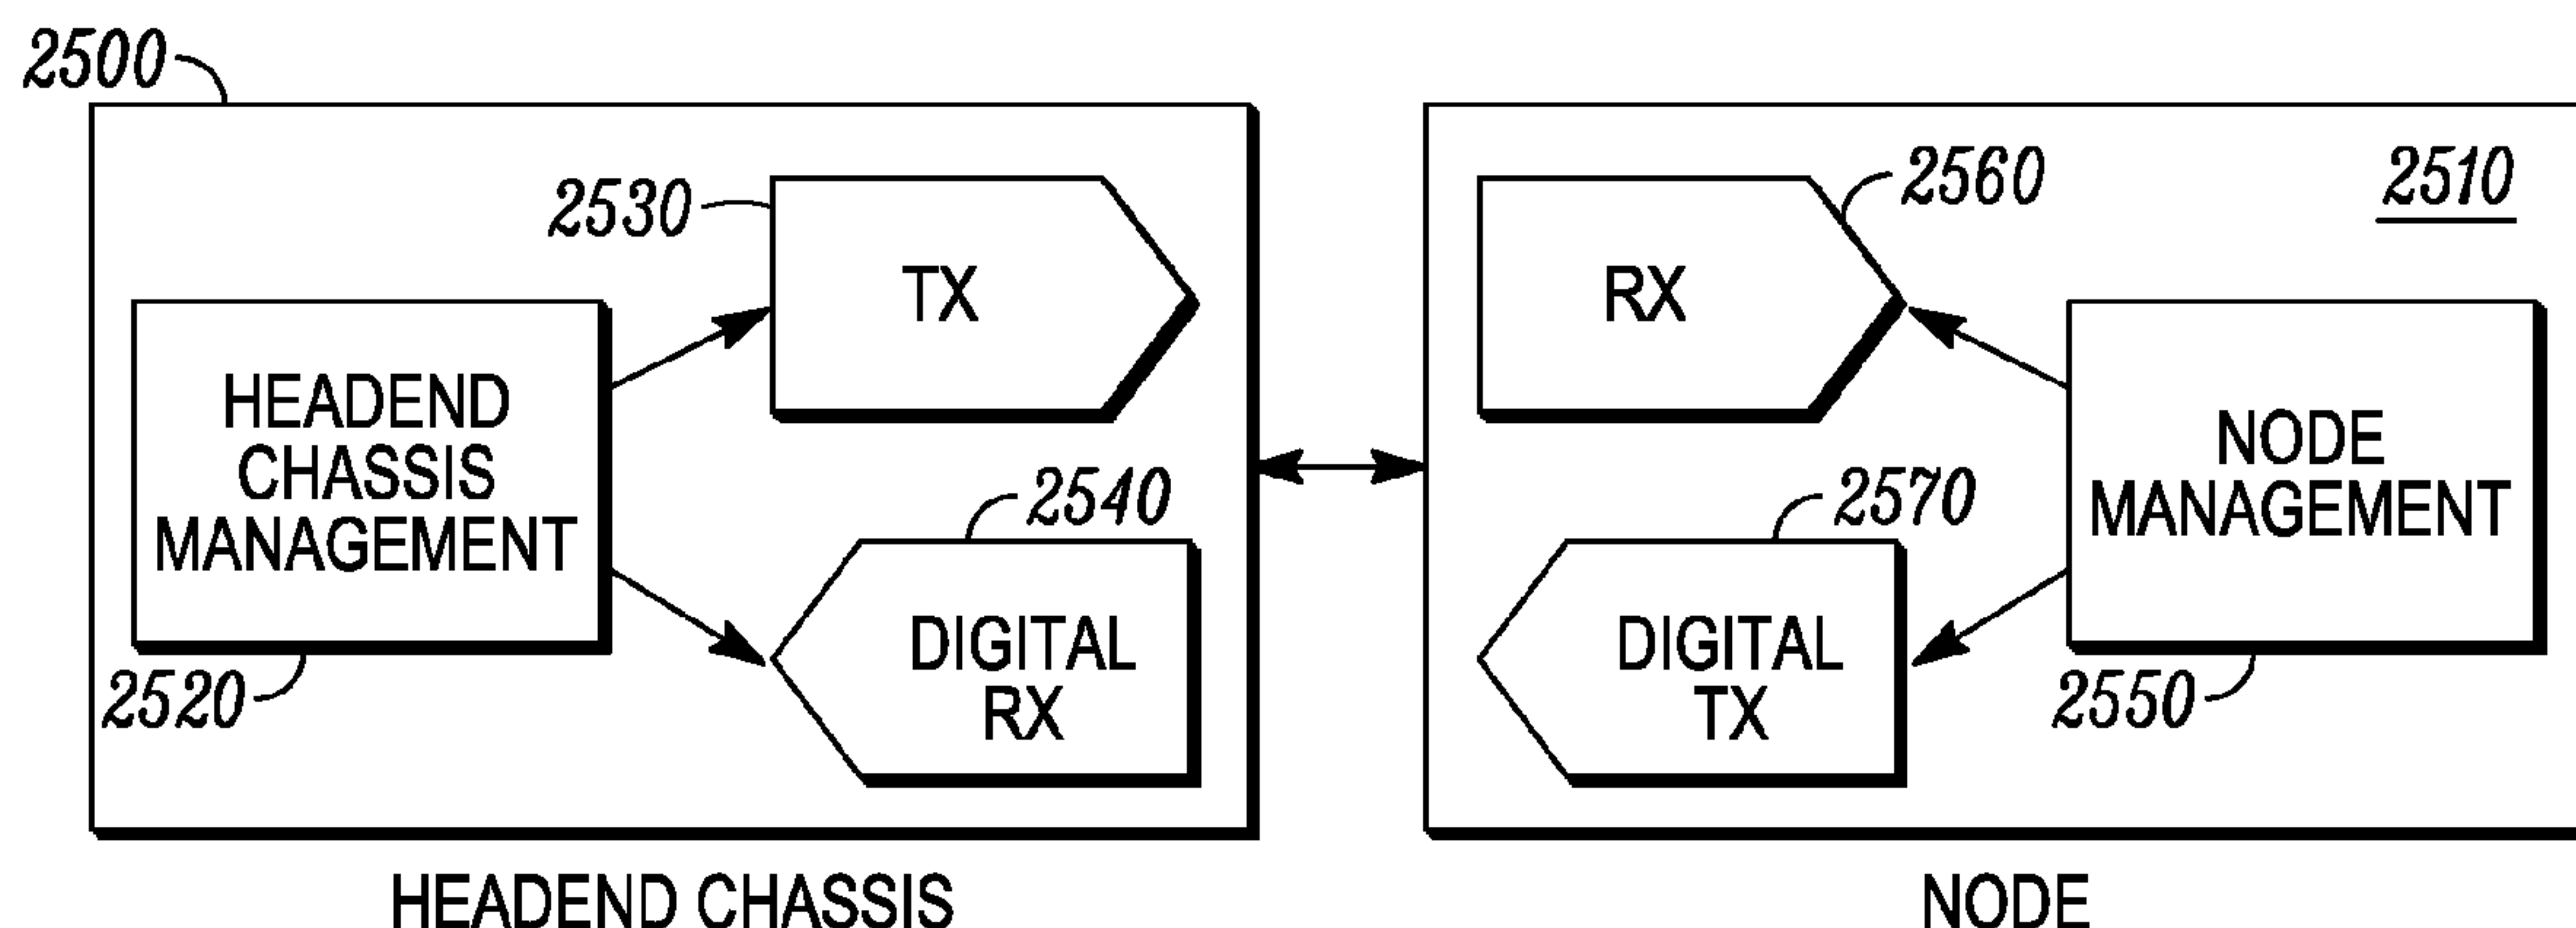 2500
2510
2530
2560
TX
RX
HEADEND
CHASSIS
MANAGEMENT
NODE
MANAGEMENT
2540
2570
DIGITAL
RX
DIGITAL
TX
2520
2550
HEADEND CHASSIS
NODE